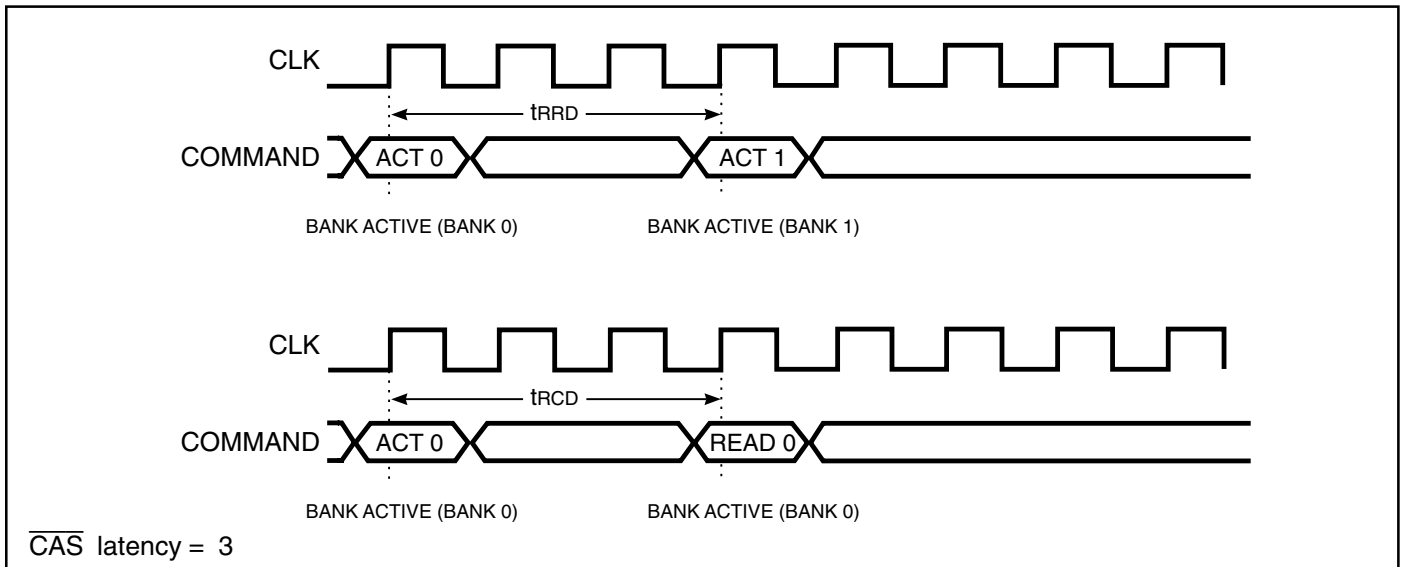 CLK
tRRD
COMMAND ACT 0 ACT 1
BANK ACTIVE (BANK 0) BANK ACTIVE (BANK 1)
CLK
tRCD
COMMAND ACT 0 READ 0
BANK ACTIVE (BANK 0) BANK ACTIVE (BANK 0)
C̅A̅S̅ latency = 3